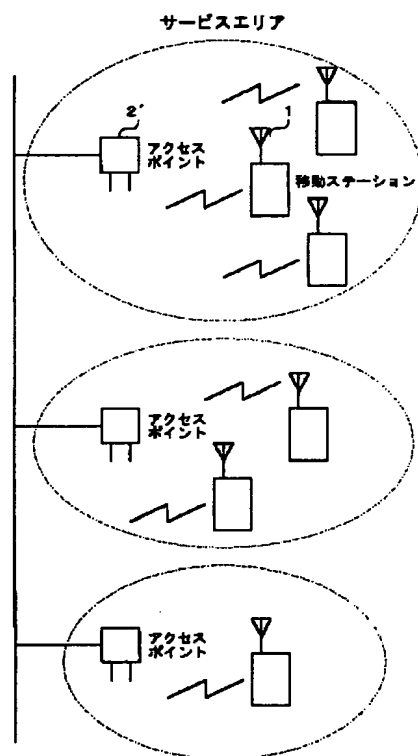 サービスエリア
2'
アクセス
ポイント
1
移動ステーション
アクセス
ポイント
アクセス
ポイント